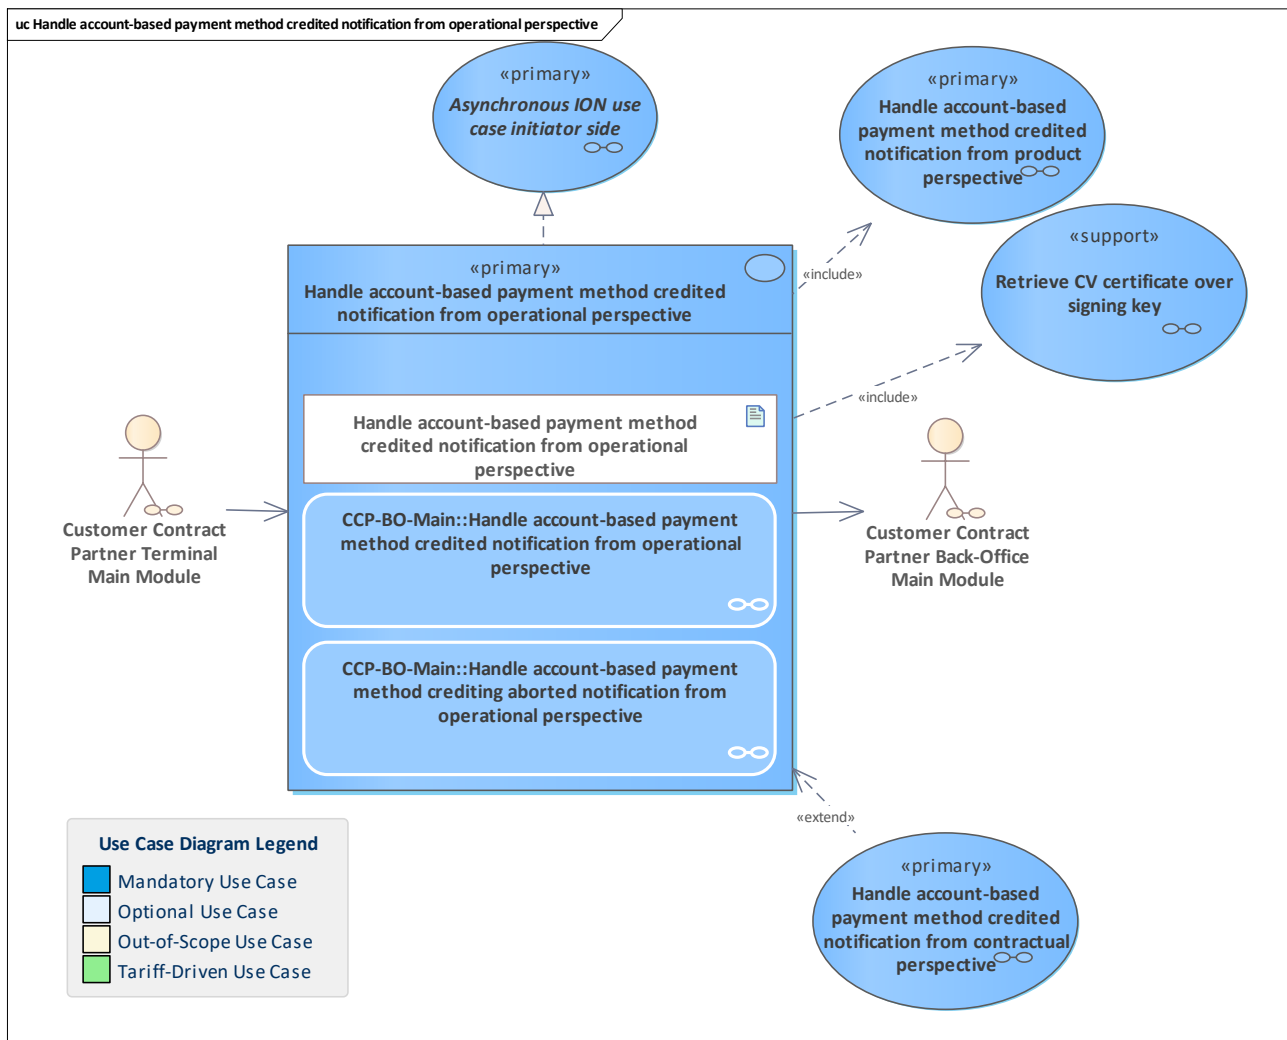 uc Handle account-based payment method credited notification from operational perspective
«primary»
Asynchronous ION use
case initiator side
«primary»
Handle account-based
payment method credited
notification from product
perspective
«support»
Retrieve CV certificate over
signing key
«primary»
Handle account-based payment method credited
notification from operational perspective
«include»
«include»
Handle account-based payment method
credited notification from operational
perspective
Customer Contract
Partner Terminal
Main Module
CCP-BO-Main::Handle account-based payment
method credited notification from operational
perspective
Customer Contract
Partner Back-Office
Main Module
CCP-BO-Main::Handle account-based payment
method crediting aborted notification from
operational perspective
«extend»
Use Case Diagram Legend
Mandatory Use Case
Optional Use Case
Out-of-Scope Use Case
Tariff-Driven Use Case
«primary»
Handle account-based
payment method credited
notification from contractual
perspective